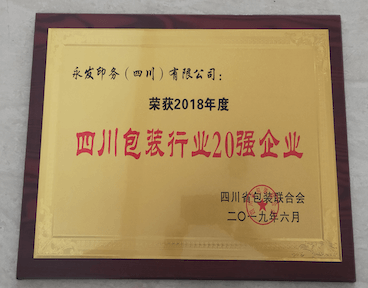 永发印务（四川）有限公司：
荣获2018年度
四川包装行业20强企业
四川省包装联合会
二〇一九年六月